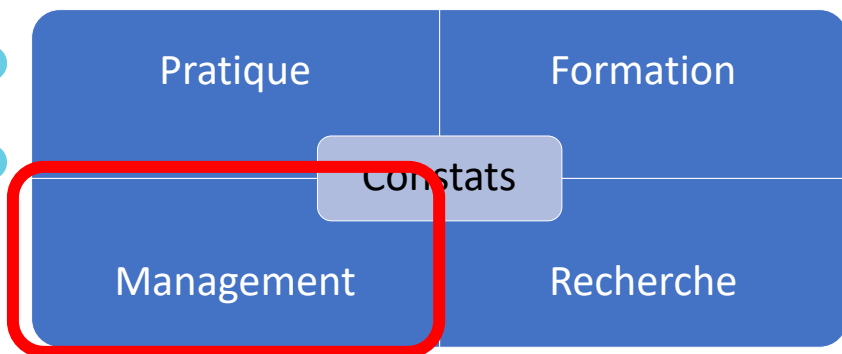 Pratique
Formation
Constats
Management
Recherche